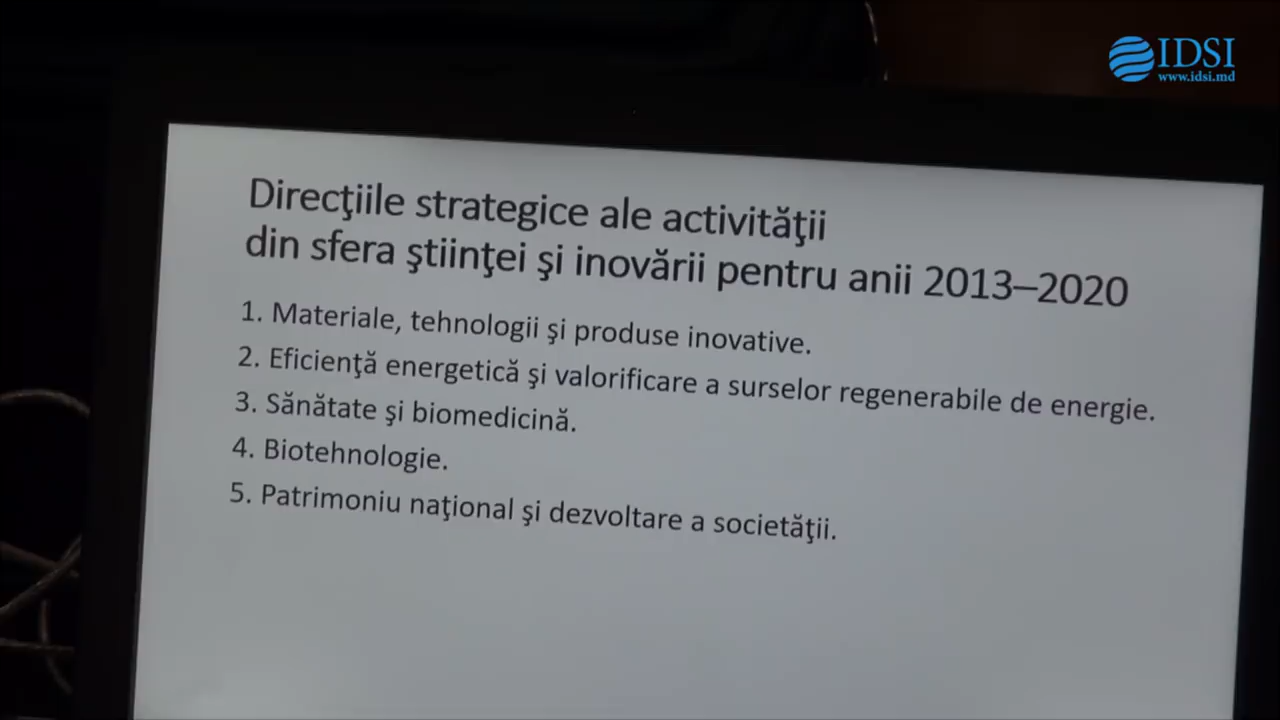 IDSI
www.idsi.md
Direcţiile strategice ale activităţii
din sfera ştiinţei şi inovării pentru anii 2013–2020
1. Materiale, tehnologii şi produse inovative.
2. Eficienţă energetică şi valorificare a surselor regenerabile de energie.
3. Sănătate şi biomedicină.
4. Biotehnologie.
5. Patrimoniu naţional şi dezvoltare a societăţii.